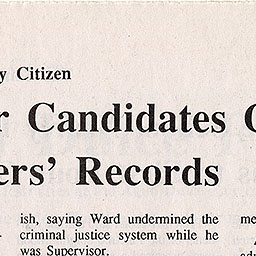 y Citizen
r Candidates C
ers' Records
ish, saying Ward undermined the
criminal justice system while he
was Supervisor.
me